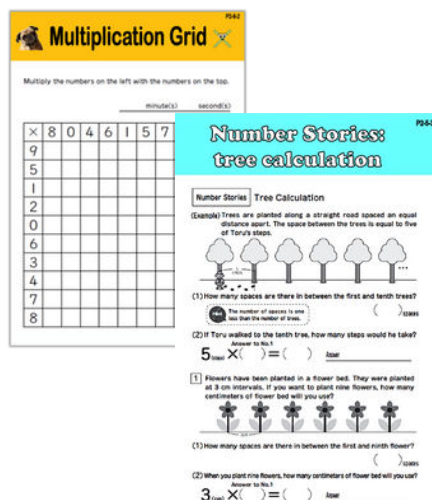 P2-6-2
Multiplication Grid
Multiply the numbers on the left with the numbers on the top.
minute(s) second(s)
× 8 0 4 6 1 5 7
9
5
1
2
0
6
3
4
7
8
Number Stories:
tree calculation
Number Stories Tree Calculation
(Example) Trees are planted along a straight road spaced an equal
distance apart. The space between the trees is equal to five
of Toru's steps.
(1) How many spaces are there in between the first and tenth trees?
The number of spaces is one
less than the number of trees.
( ) spaces
(2) If Toru walked to the tenth tree, how many steps would he take?
Answer to No.1
5 (steps) ×( )=( ) Answer
1 Flowers have been planted in a flower bed. They were planted
at 3 cm intervals. If you want to plant nine flowers, how many
centimeters of flower bed will you use?
(1) How many spaces are there in between the first and ninth flower?
( ) spaces
(2) When you plant nine flowers, how many centimeters of flower bed will you use?
Answer to No.1
3 (cm) ×( )=( ) Answer